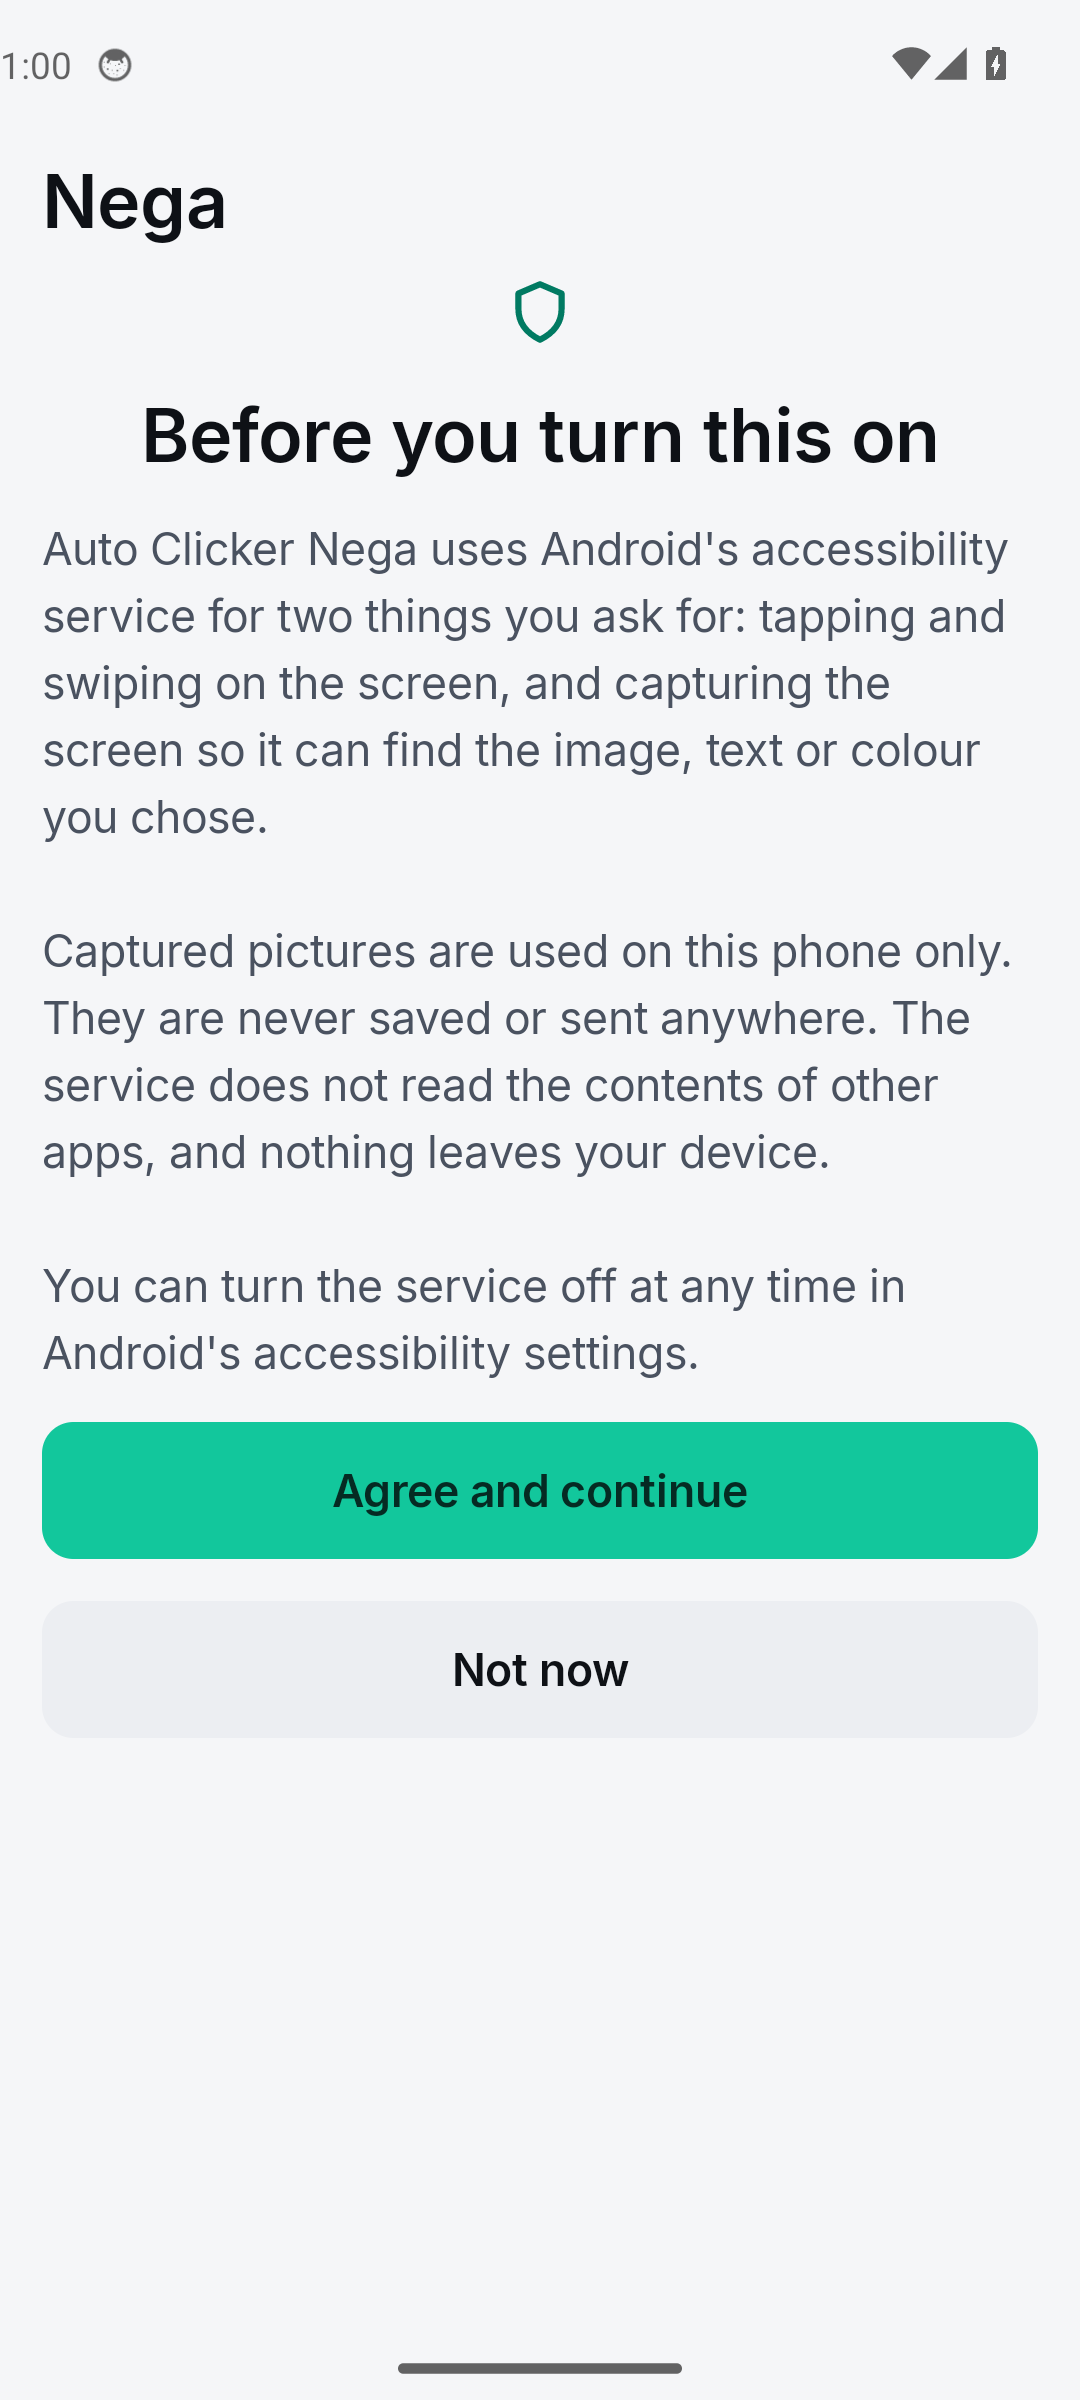 1:00
Nega
Before you turn this on
Auto Clicker Nega uses Android's accessibility
service for two things you ask for: tapping and
swiping on the screen, and capturing the
screen so it can find the image, text or colour
you chose.
Captured pictures are used on this phone only.
They are never saved or sent anywhere. The
service does not read the contents of other
apps, and nothing leaves your device.
You can turn the service off at any time in
Android's accessibility settings.
Agree and continue
Not now